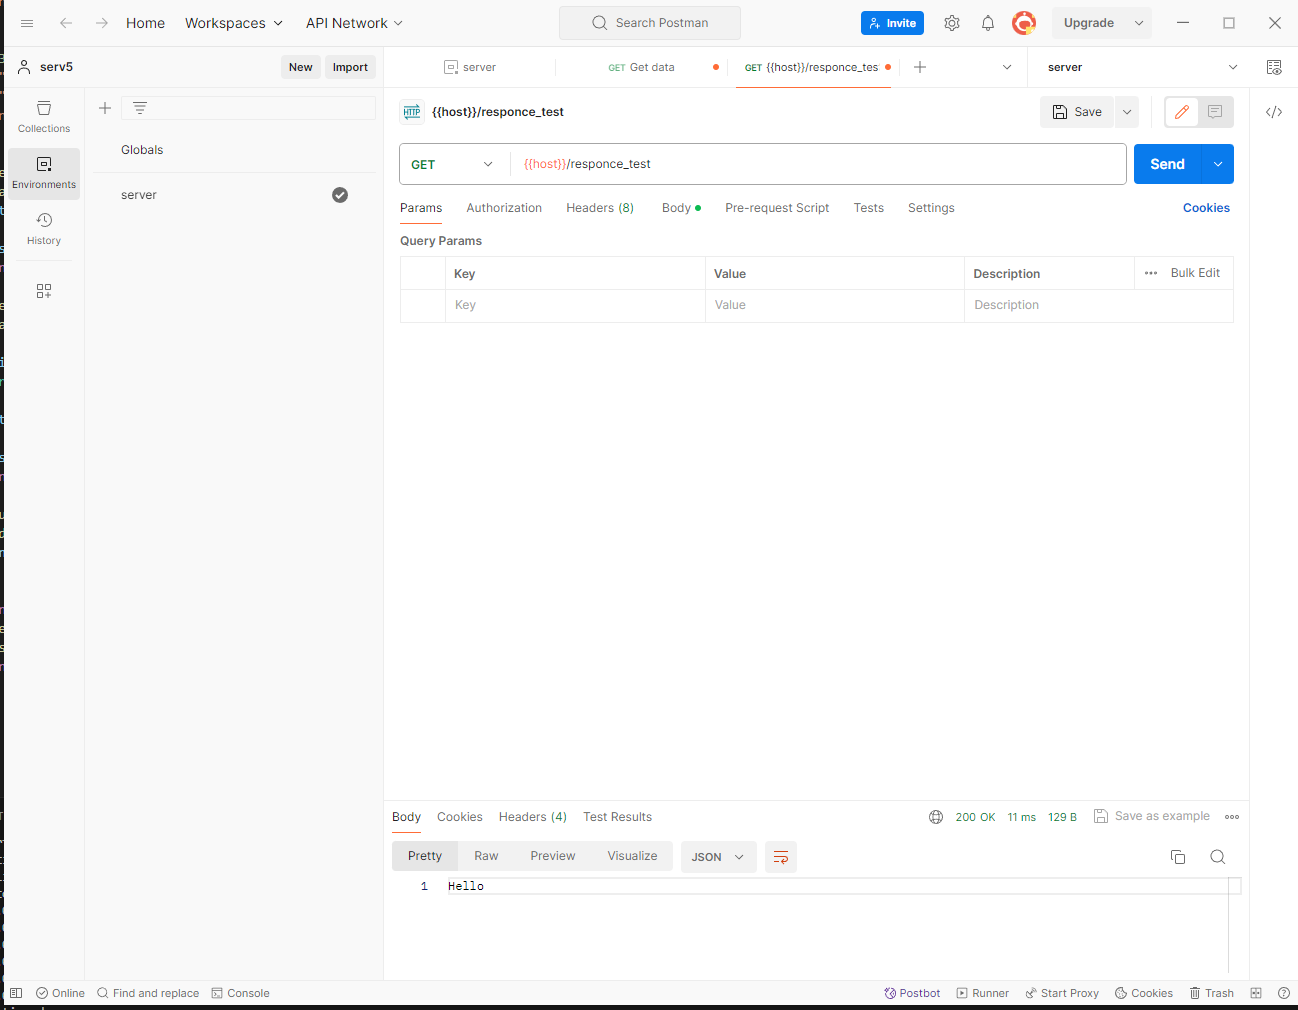 Home Workspaces API Network Search Postman Invite Upgrade
serv5 New Import server GET Get data GET {{host}}/responce_tes server
Collections
Environments
History
Globals
server
HTTP {{host}}/responce_test Save
GET {{host}}/responce_test Send
Params Authorization Headers (8) Body Pre-request Script Tests Settings Cookies
Query Params
Key Value Description Bulk Edit
Key Value Description
Body Cookies Headers (4) Test Results 200 OK 11 ms 129 B Save as example
Pretty Raw Preview Visualize JSON
1 Hello
Online Find and replace Console Postbot Runner Start Proxy Cookies Trash